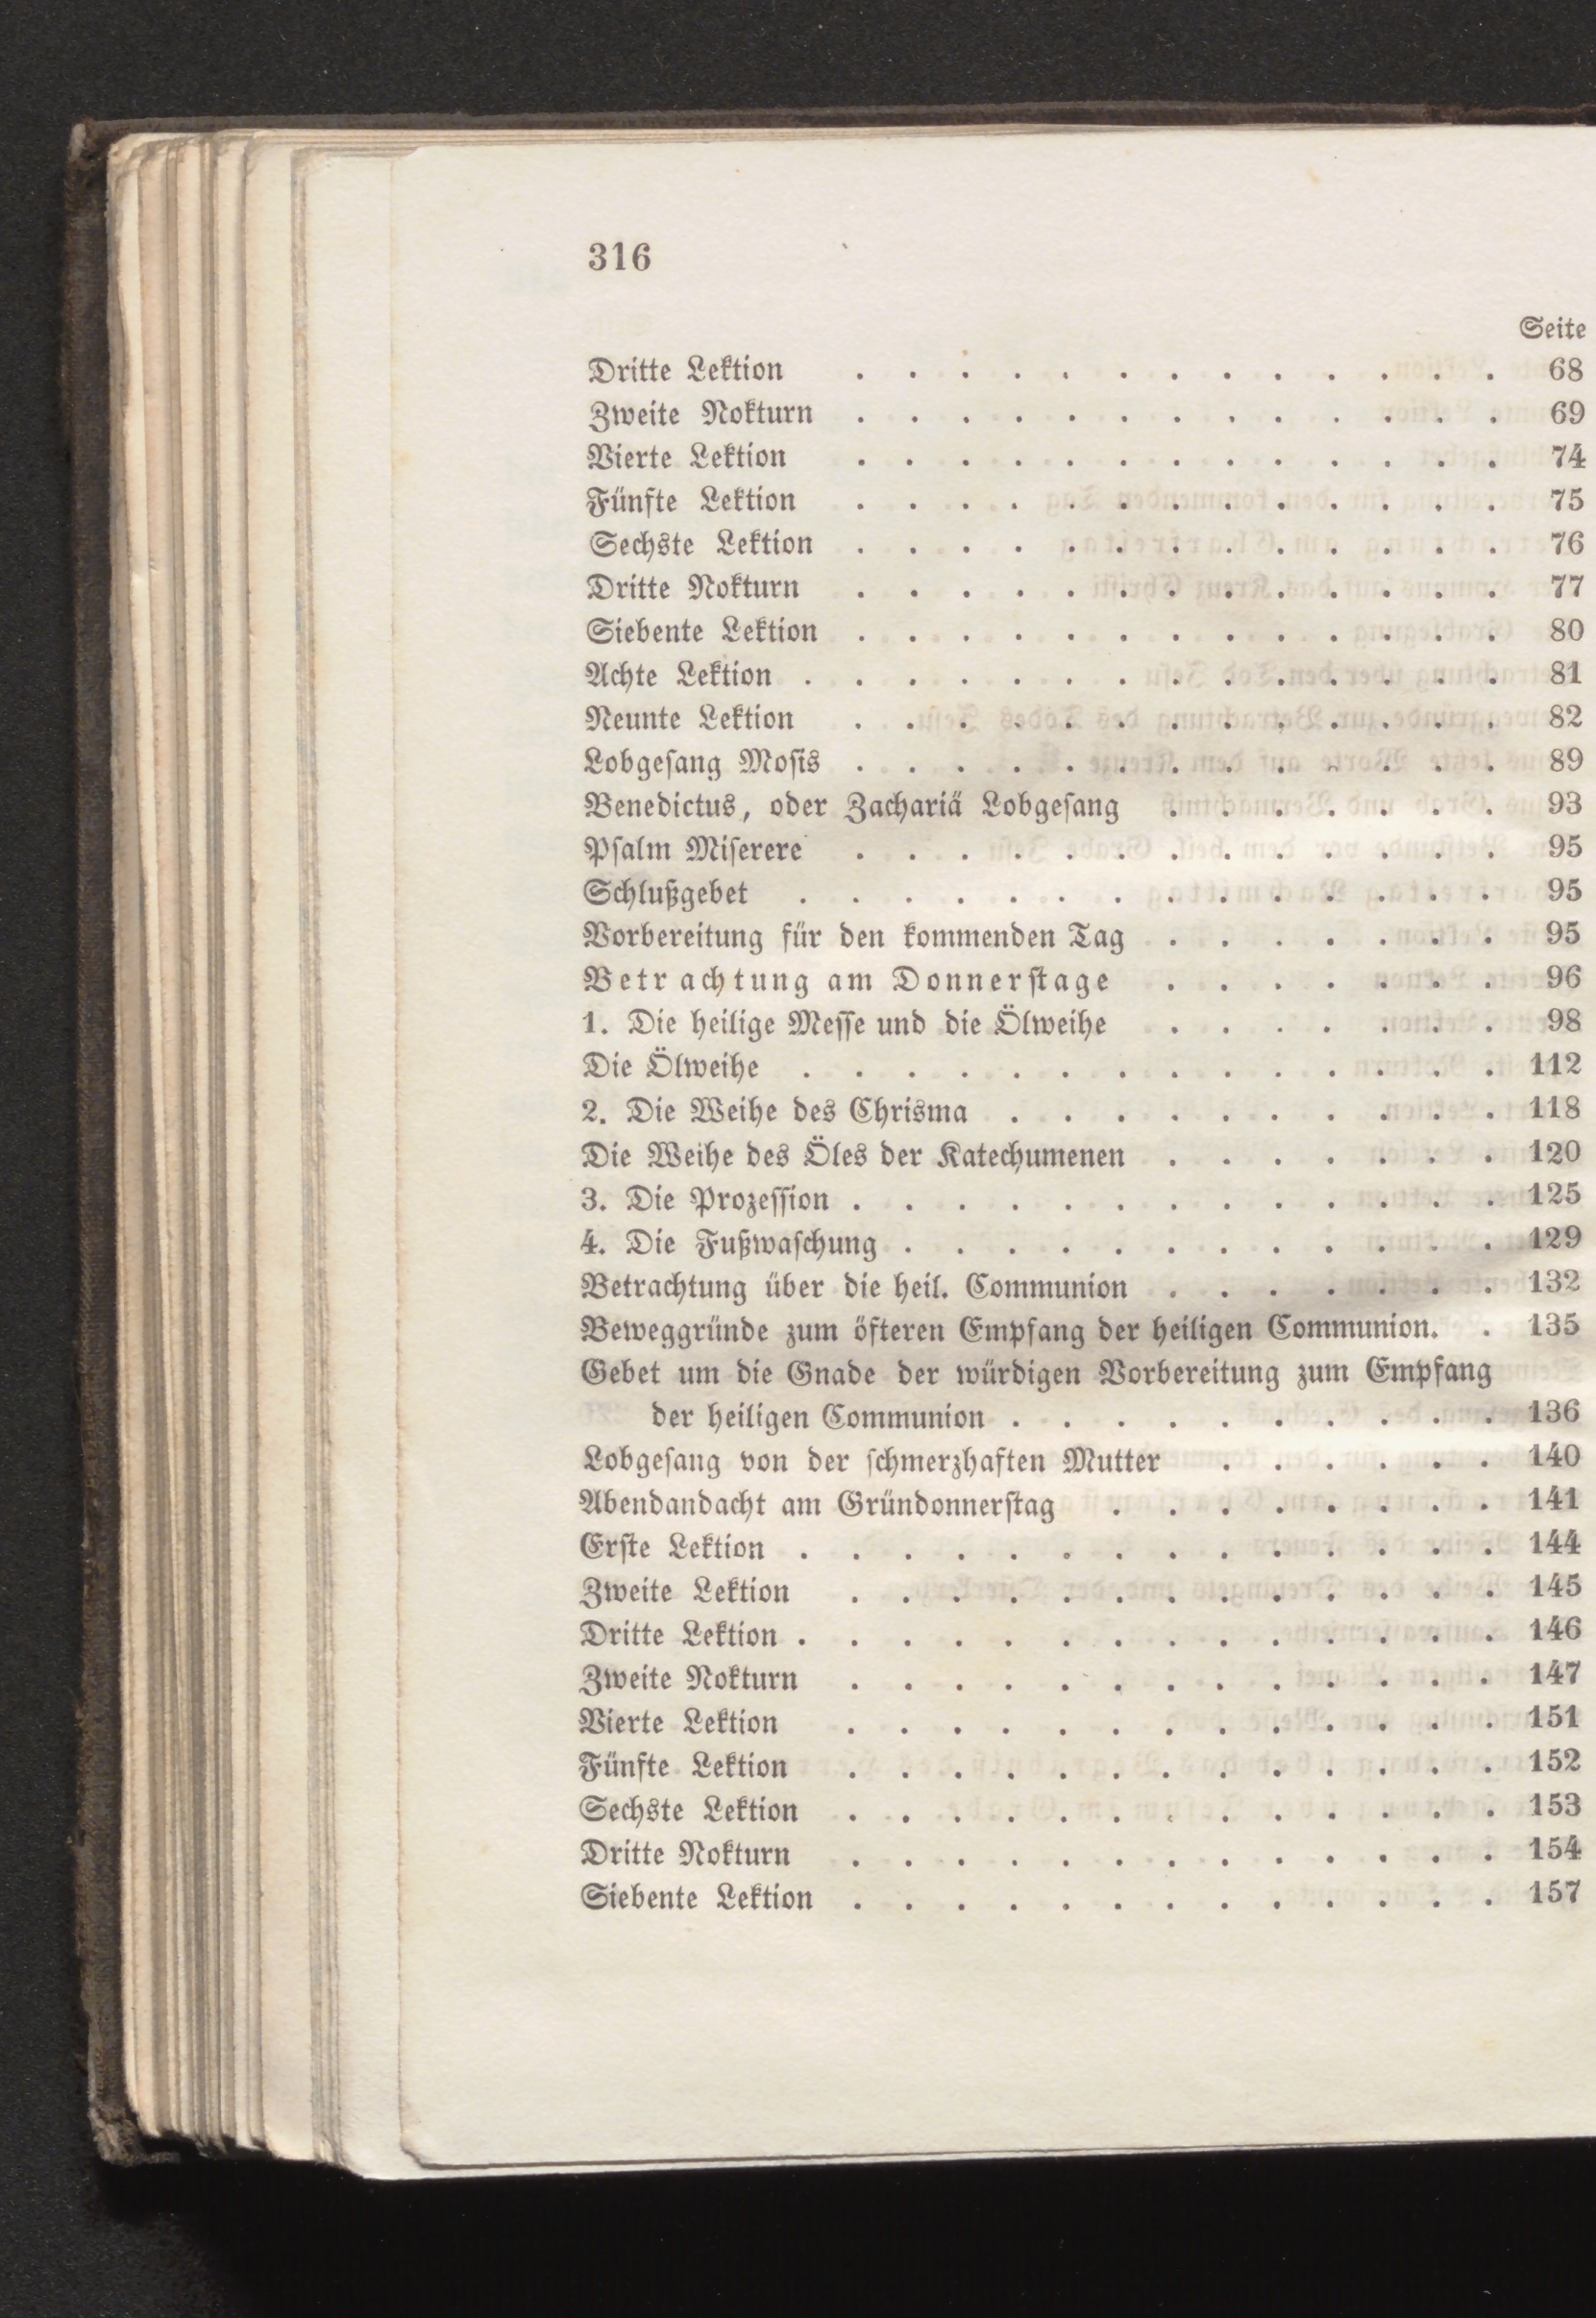 316
Seite
Dritte Lektion . . . . . . . . . . . . . 68
Zweite Nokturn . . . . . . . . . . . . . 69
Vierte Lektion . . . . . . . . . . . . . 74
Fünfte Lektion . . . . . . . . . . . . . 75
Sechste Lektion . . . . . . . . . . . . . 76
Dritte Nokturn . . . . . . . . . . . . . 77
Siebente Lektion . . . . . . . . . . . . . 80
Achte Lektion . . . . . . . . . . . . . . 81
Neunte Lektion . . . . . . . . . . . . . 82
Lobgeſang Moſis . . . . . . . . . . . . . 89
Benedictus, oder Zachariä Lobgeſang . . . . . . . 93
Pſalm Miſerere . . . . . . . . . . . . . 95
Schlußgebet . . . . . . . . . . . . . . 95
Vorbereitung für den kommenden Tag . . . . . . . 95
Betrachtung am Donnerſtage . . . . . . . 96
1. Die heilige Meſſe und die Ölweihe . . . . . . . 98
Die Ölweihe . . . . . . . . . . . . . . 112
2. Die Weihe des Chrisma . . . . . . . . . . 118
Die Weihe des Öles der Katechumenen . . . . . . . 120
3. Die Prozeſſion . . . . . . . . . . . . . 125
4. Die Fußwaſchung . . . . . . . . . . . . 129
Betrachtung über die heil. Communion . . . . . . . 132
Beweggründe zum öfteren Empfang der heiligen Communion. . 135
Gebet um die Gnade der würdigen Vorbereitung zum Empfang
der heiligen Communion . . . . . . . . . . 136
Lobgeſang von der ſchmerzhaften Mutter . . . . . . 140
Abendandacht am Gründonnerſtag . . . . . . . . 141
Erſte Lektion . . . . . . . . . . . . . . 144
Zweite Lektion . . . . . . . . . . . . . 145
Dritte Lektion . . . . . . . . . . . . . . 146
Zweite Nokturn . . . . . . . . . . . . . 147
Vierte Lektion . . . . . . . . . . . . . 151
Fünfte Lektion . . . . . . . . . . . . . 152
Sechste Lektion . . . . . . . . . . . . . 153
Dritte Nokturn . . . . . . . . . . . . . 154
Siebente Lektion . . . . . . . . . . . . . 157